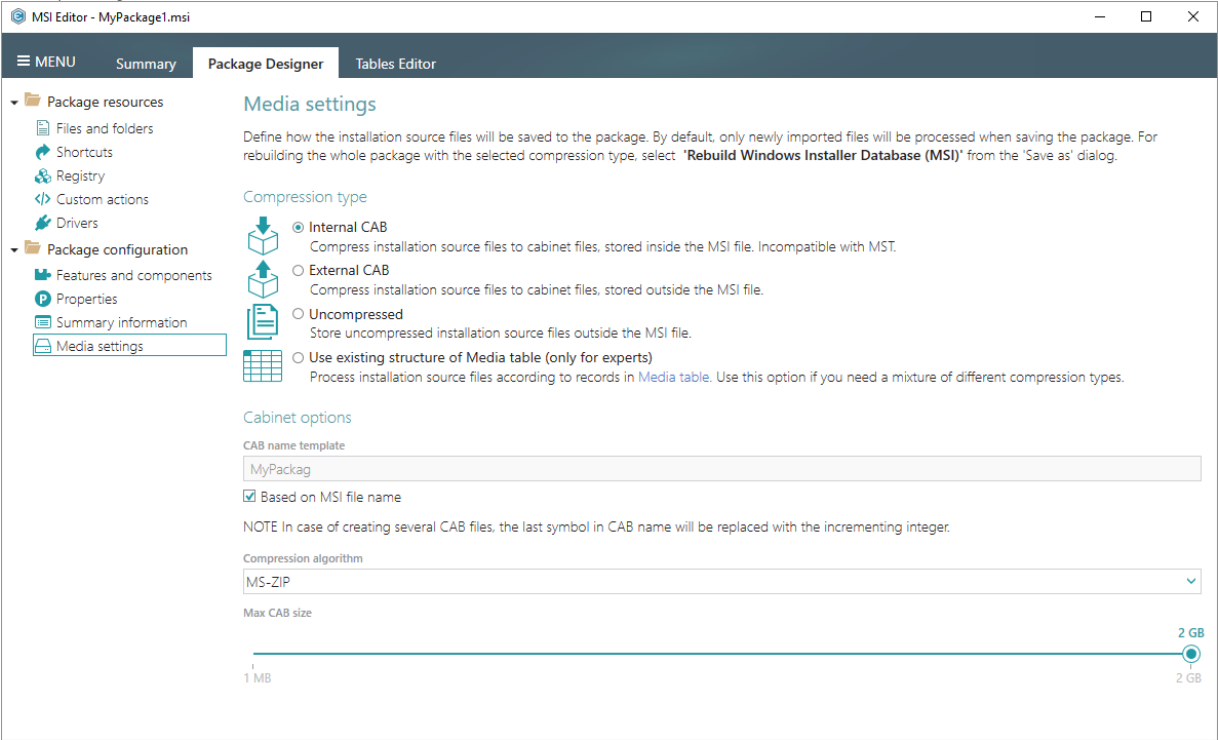 MSI Editor - MyPackage1.msi
MENU
Summary
Package Designer
Tables Editor
Package resources
Files and folders
Shortcuts
Registry
Custom actions
Drivers
Package configuration
Features and components
Properties
Summary information
Media settings
Media settings
Define how the installation source files will be saved to the package. By default, only newly imported files will be processed when saving the package. For
rebuilding the whole package with the selected compression type, select "Rebuild Windows Installer Database (MSI)" from the 'Save as' dialog.
Compression type
Internal CAB
Compress installation source files to cabinet files, stored inside the MSI file. Incompatible with MST.
External CAB
Compress installation source files to cabinet files, stored outside the MSI file.
Uncompressed
Store uncompressed installation source files outside the MSI file.
Use existing structure of Media table (only for experts)
Process installation source files according to records in Media table. Use this option if you need a mixture of different compression types.
Cabinet options
CAB name template
MyPackag
Based on MSI file name
NOTE In case of creating several CAB files, the last symbol in CAB name will be replaced with the incrementing integer.
Compression algorithm
MS-ZIP
Max CAB size
2 GB
1 MB
2 GB